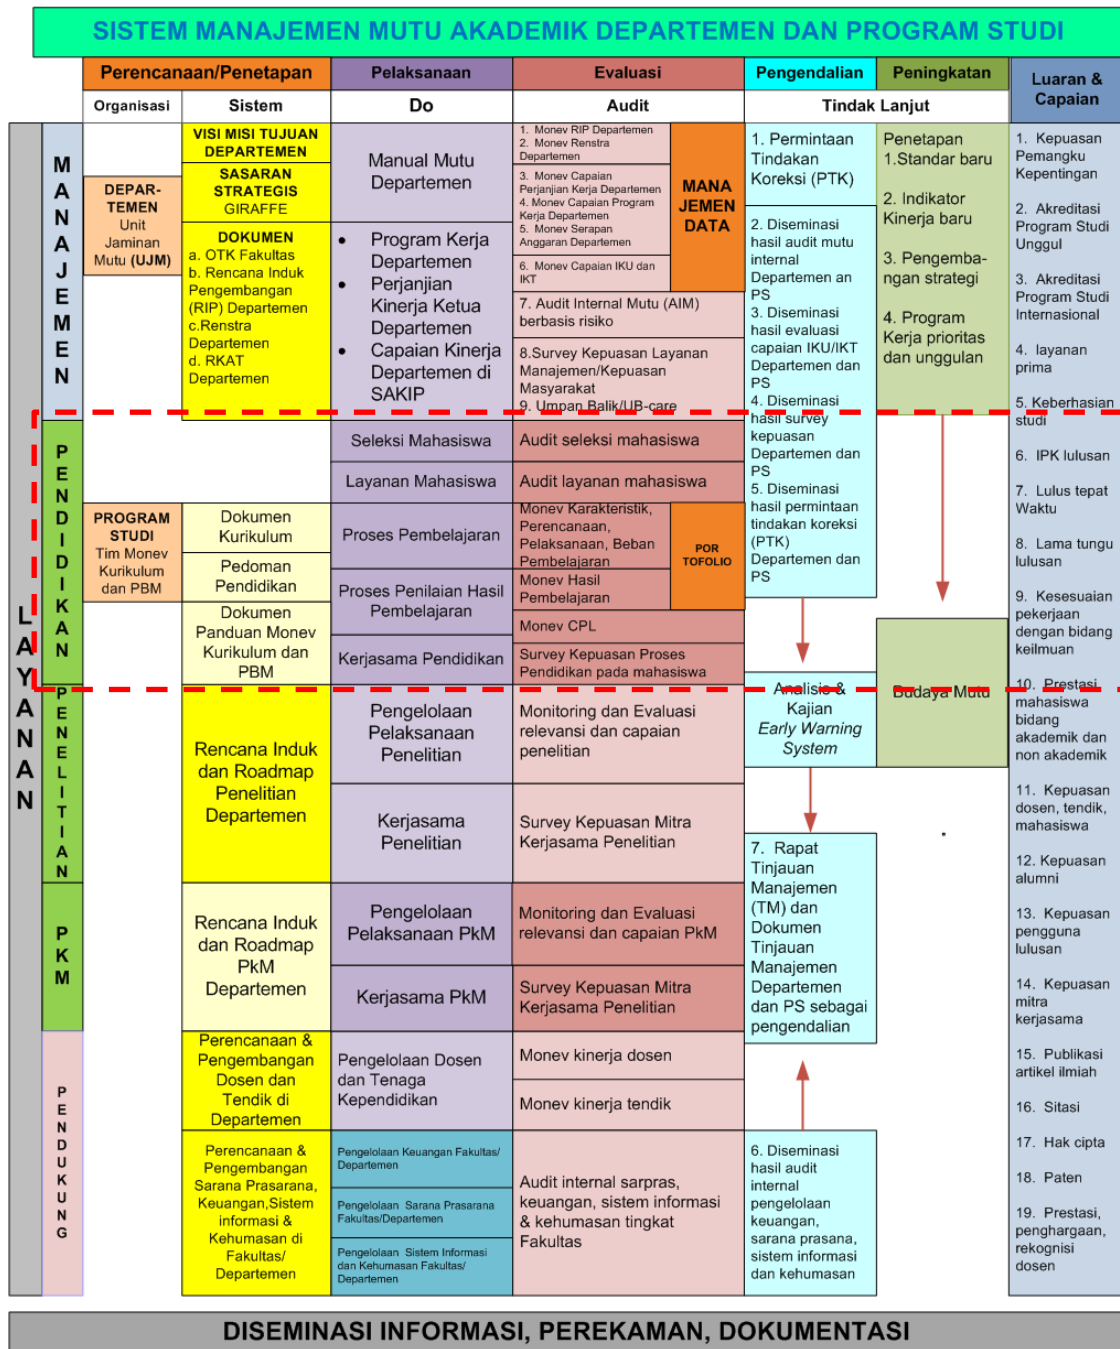 SISTEM MANAJEMEN MUTU AKADEMIK DEPARTEMEN DAN PROGRAM STUDI
Perencanaan/Penetapan
Pelaksanaan
Evaluasi
Pengendalian
Peningkatan
Luaran &
Capaian
Organisasi
Sistem
Do
Audit
Tindak Lanjut
LAYANAN
MANAJEMEN
DEPAR-
TEMEN
Unit
Jaminan
Mutu (UJM)
VISI MISI TUJUAN
DEPARTEMEN
SASARAN
STRATEGIS
GIRAFFE
DOKUMEN
a. OTK Fakultas
b. Rencana Induk
Pengembangan
(RIP) Departemen
c.Renstra
Departemen
d. RKAT
Departemen
Manual Mutu
Departemen
• Program Kerja
Departemen
• Perjanjian
Kinerja Ketua
Departemen
• Capaian Kinerja
Departemen di
SAKIP
1. Monev RIP Departemen
2. Monev Renstra
Departemen
3. Monev Capaian
Perjanjian Kerja Departemen
4. Monev Capaian Program
Kerja Departemen
5. Monev Serapan
Anggaran Departemen
6. Monev Capaian IKU dan
IKT
MANA
JEMEN
DATA
7. Audit Internal Mutu (AIM)
berbasis risiko
8.Survey Kepuasan Layanan
Manajemen/Kepuasan
Masyarakat
9. Umpan Balik/UB-care
1. Permintaan
Tindakan
Koreksi (PTK)
2. Diseminasi
hasil audit mutu
internal
Departemen an
PS
3. Diseminasi
hasil evaluasi
capaian IKU/IKT
Departemen dan
PS
4. Diseminasi
hasil survey
kepuasan
Departemen dan
PS
5. Diseminasi
hasil permintaan
tindakan koreksi
(PTK)
Departemen dan
PS
Penetapan
1.Standar baru
2. Indikator
Kinerja baru
3. Pengemba-
ngan strategi
4. Program
Kerja prioritas
dan unggulan
PENDIDIKAN
PROGRAM
STUDI
Tim Monev
Kurikulum
dan PBM
Dokumen
Kurikulum
Pedoman
Pendidikan
Dokumen
Panduan Monev
Kurikulum dan
PBM
Seleksi Mahasiswa
Layanan Mahasiswa
Proses Pembelajaran
Proses Penilaian Hasil
Pembelajaran
Kerjasama Pendidikan
Audit seleksi mahasiswa
Audit layanan mahasiswa
Monev Karakteristik,
Perencanaan,
Pelaksanaan, Beban
Pembelajaran
Monev Hasil
Pembelajaran
POR
TOFOLIO
Monev CPL
Survey Kepuasan Proses
Pendidikan pada mahasiswa
Analisis &
Kajian
Early Warning
System
Budaya Mutu
PENELITIAN
Rencana Induk
dan Roadmap
Penelitian
Departemen
Pengelolaan
Pelaksanaan
Penelitian
Kerjasama
Penelitian
Monitoring dan Evaluasi
relevansi dan capaian
penelitian
Survey Kepuasan Mitra
Kerjasama Penelitian
7. Rapat
Tinjauan
Manajemen
(TM) dan
Dokumen
Tinjauan
Manajemen
Departemen
dan PS sebagai
pengendalian
PKM
Rencana Induk
dan Roadmap
PkM
Departemen
Pengelolaan
Pelaksanaan PkM
Kerjasama PkM
Monitoring dan Evaluasi
relevansi dan capaian PkM
Survey Kepuasan Mitra
Kerjasama Penelitian
PENDUKUNG
Perencanaan &
Pengembangan
Dosen dan
Tendik di
Departemen
Pengelolaan Dosen
dan Tenaga
Kependidikan
Monev kinerja dosen
Monev kinerja tendik
Perencanaan &
Pengembangan
Sarana Prasarana,
Keuangan,Sistem
informasi &
Kehumasan di
Fakultas/
Departemen
Pengelolaan Keuangan Fakultas/
Departemen
Pengelolaan Sarana Prasarana
Fakultas/Departemen
Pengelolaan Sistem Informasi
dan Kehumasan Fakultas/
Departemen
Audit internal sarpras,
keuangan, sistem informasi
& kehumasan tingkat
Fakultas
6. Diseminasi
hasil audit
internal
pengelolaan
keuangan,
sarana prasana,
sistem informasi
dan kehumasan
1. Kepuasan
Pemangku
Kepentingan
2. Akreditasi
Program Studi
Unggul
3. Akreditasi
Program Studi
Internasional
4. layanan
prima
5. Keberhasian
studi
6. IPK lulusan
7. Lulus tepat
Waktu
8. Lama tungu
lulusan
9. Kesesuaian
pekerjaan
dengan bidang
keilmuan
10. Prestasi
mahasiswa
bidang
akademik dan
non akademik
11. Kepuasan
dosen, tendik,
mahasiswa
12. Kepuasan
alumni
13. Kepuasan
pengguna
lulusan
14. Kepuasan
mitra
kerjasama
15. Publikasi
artikel ilmiah
16. Sitasi
17. Hak cipta
18. Paten
19. Prestasi,
penghargaan,
rekognisi
dosen
DISEMINASI INFORMASI, PEREKAMAN, DOKUMENTASI